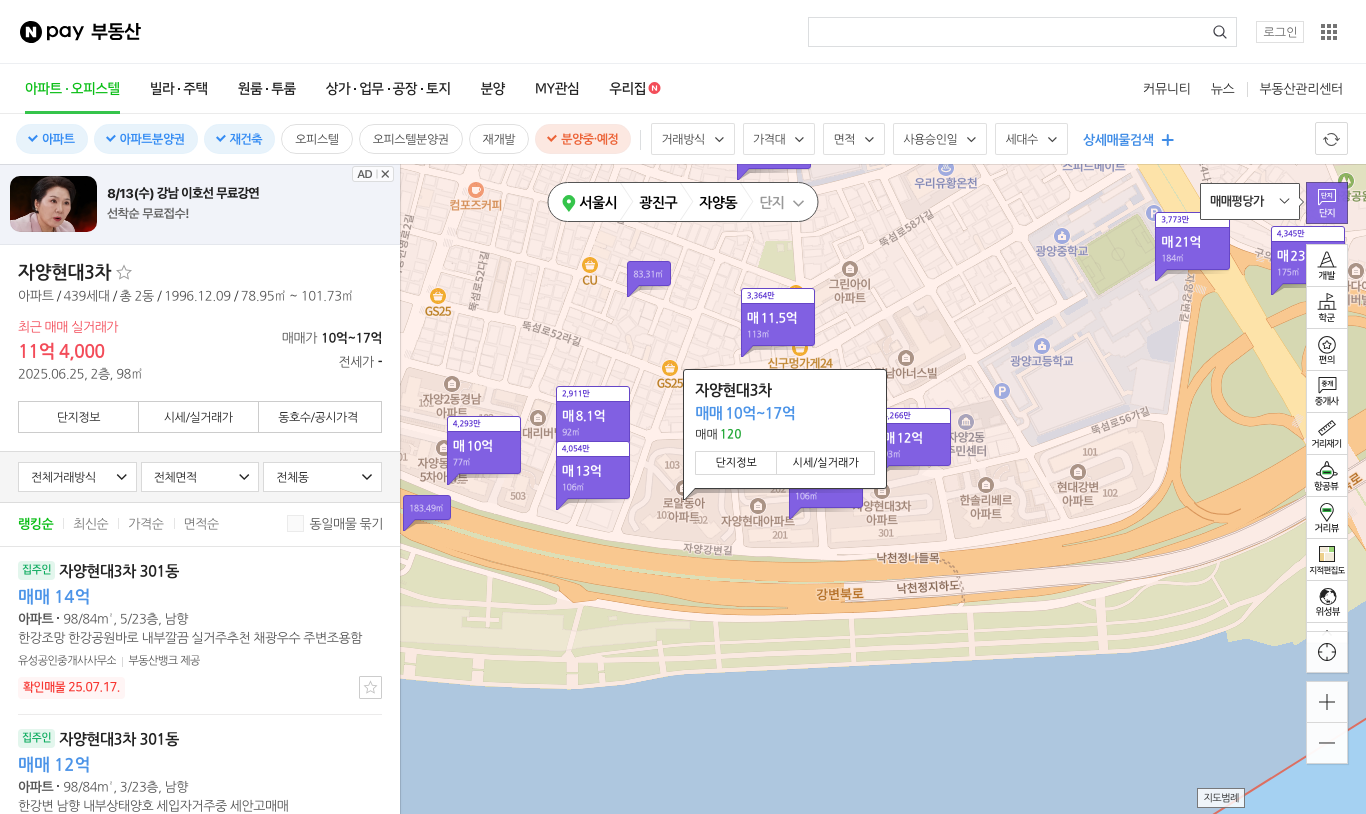 N pay 부동산
로그인
아파트·오피스텔
빌라·주택
원룸·투룸
상가·업무·공장·토지
분양
MY관심
우리집 N
커뮤니티
뉴스
부동산관리센터
아파트
아파트분양권
재건축
오피스텔
오피스텔분양권
재개발
분양중·예정
거래방식
가격대
면적
사용승인일
세대수
상세매물검색
8/13(수) 강남 이호선 무료강연
선착순 무료접수!
AD
자양현대3차
아파트 / 439세대 / 총 2동 / 1996.12.09 / 78.95㎡ ~ 101.73㎡
최근 매매 실거래가
11억 4,000
2025.06.25, 2층, 98㎡
매매가 10억~17억
전세가 -
단지정보
시세/실거래가
동호수/공시가격
전체거래방식
전체면적
전체동
랭킹순
최신순
가격순
면적순
동일매물 묶기
집주인 자양현대3차 301동
매매 14억
아파트 · 98/84㎡, 5/23층, 남향
한강조망 한강공원바로 내부깔끔 실거주추천 채광우수 주변조용함
유성공인중개사사무소
부동산뱅크 제공
확인매물 25.07.17.
집주인 자양현대3차 301동
매매 12억
아파트 · 98/84㎡, 3/23층, 남향
한강변 남향 내부상태양호 세입자거주중 세안고매매
서울시
광진구
자양동
단지
매매평당가
단지
단지
우리유황온천
스피드메이트
컴포즈커피
뚝섬로58가길
광양중학교
3,773만
매 21억
184㎡
4,345만
매 23
175㎡
CU
83.31㎡
GS25
뚝섬로52다길
뚝섬로52라길
그린아이
아파트
3,364만
매 11.5억
113㎡
신구멍가게24
광양고등학교
GS25
자양2동경남
아파트
2,911만
매 8.1억
92㎡
4,054만
매 13억
106㎡
4,293만
매 10억
77㎡
5차아파트
503
183.49㎡
자양현대3차
매매 10억~17억
매매 120
단지정보
시세/실거래가
,266만
매 12억
103
로얄동아
아파트
자양현대아파트
201
106㎡
자양현대3차
아파트
301
한솔리베르
아파트
현대강변
아파트
102
뚝섬로56가길
자양강변길
낙천정나들목
낙천정지하도
강변북로
개발
학군
편의
중개
중개사
거리재기
항공뷰
거리뷰
지적편집도
위성뷰
지도범례